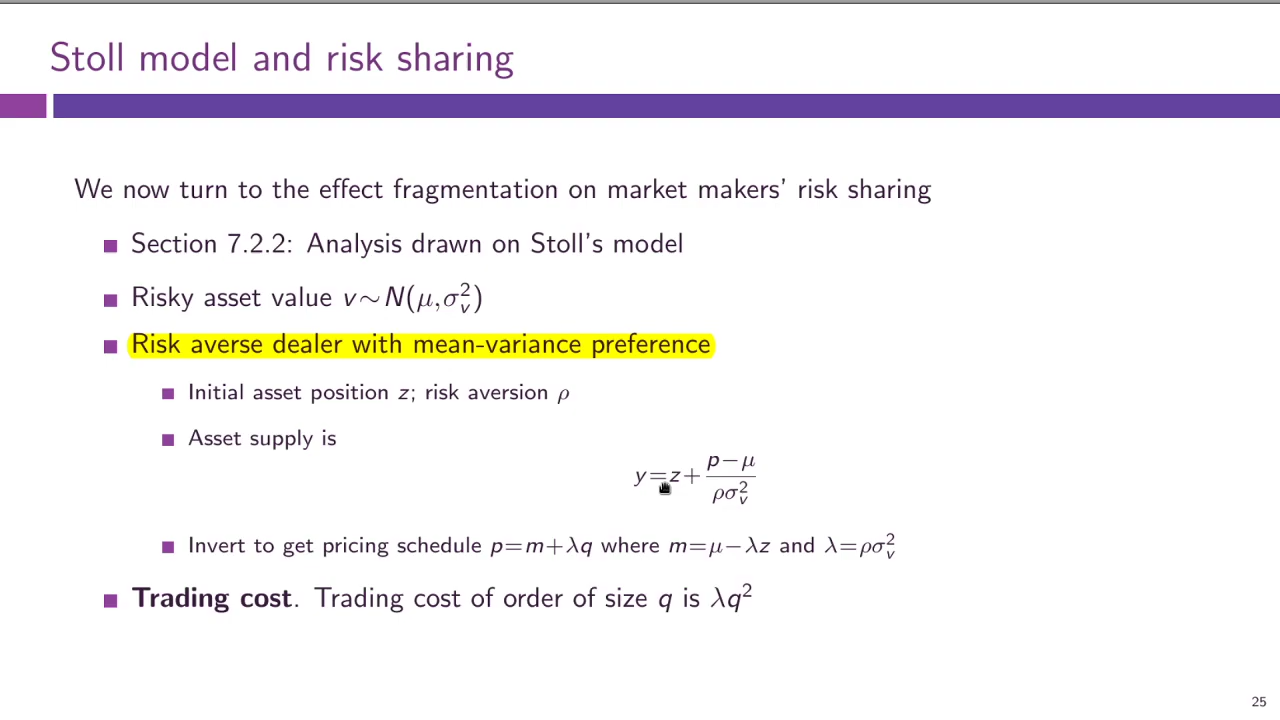 Stoll model and risk sharing
We now turn to the effect fragmentation on market makers' risk sharing
Section 7.2.2: Analysis drawn on Stoll's model
Risky asset value v ∼ N(μ, σ_v^2)
Risk averse dealer with mean-variance preference
Initial asset position z; risk aversion ρ
Asset supply is
y = z + \frac{p − μ}{ρσ_v^2}
Invert to get pricing schedule p = m + λq where m = μ − λz and λ = ρσ_v^2
Trading cost. Trading cost of order of size q is λq^2
25